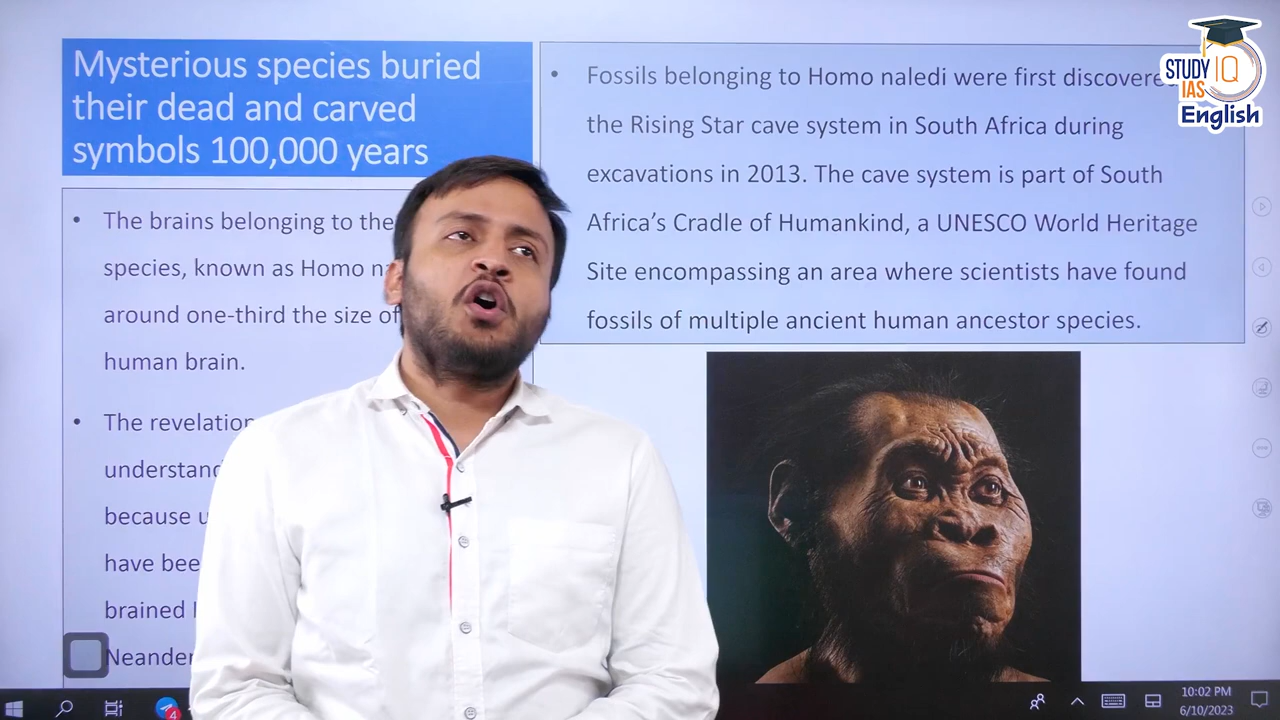 Mysterious species buried
their dead and carved
symbols 100,000 years
• The brains belonging to the
species, known as Homo
around one-third the size of
human brain.
• The
understand
because
have
brained
• Fossils belonging to Homo naledi were first
the Rising Star cave system in South Africa during
excavations in 2013. The cave system is part of South
Africa’s Cradle of Humankind, a UNESCO World Heritage
Site encompassing an area where scientists have found
fossils of multiple ancient human ancestor species.
STUDY IQ
IAS
English
4
10:02 PM
6/10/2023